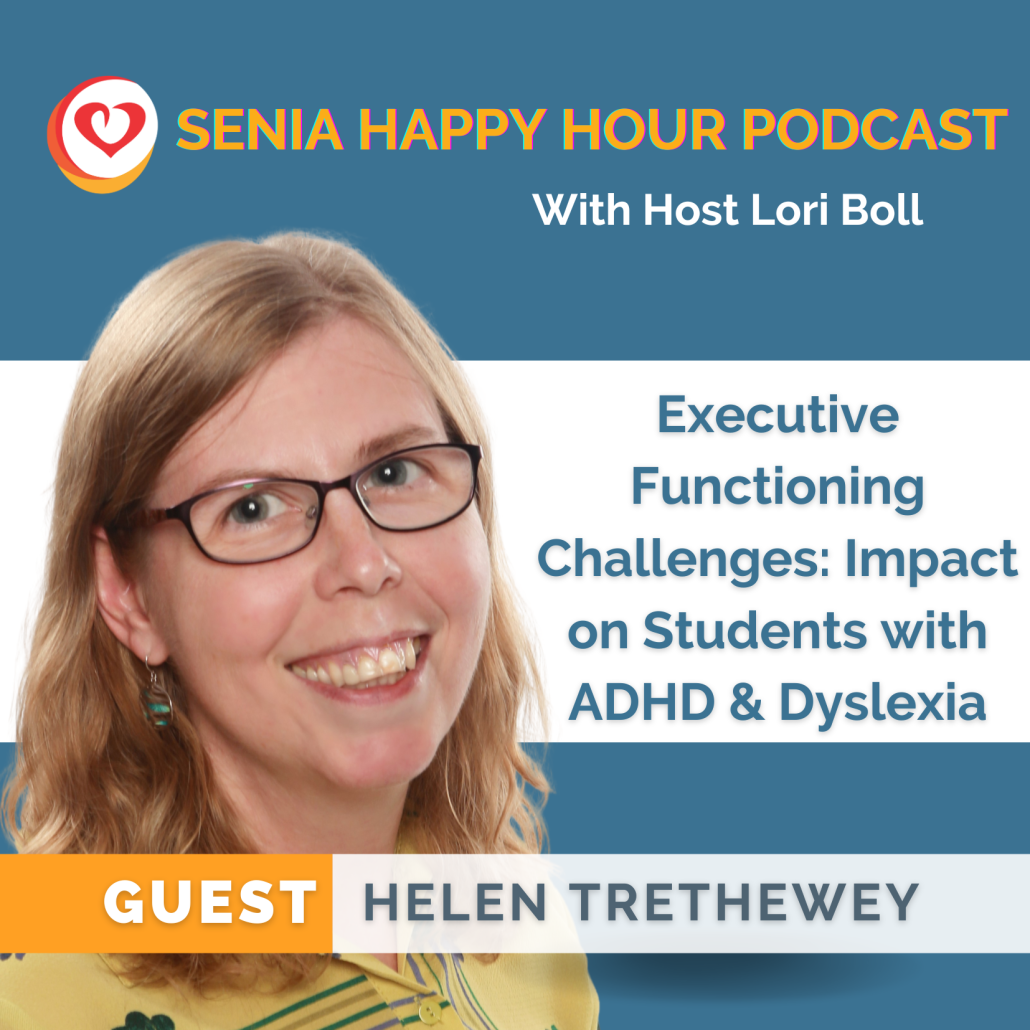 SENIA HAPPY HOUR PODCAST
With Host Lori Boll
Executive
Functioning
Challenges: Impact
on Students with
ADHD & Dyslexia
GUEST HELEN TRETHEWEY